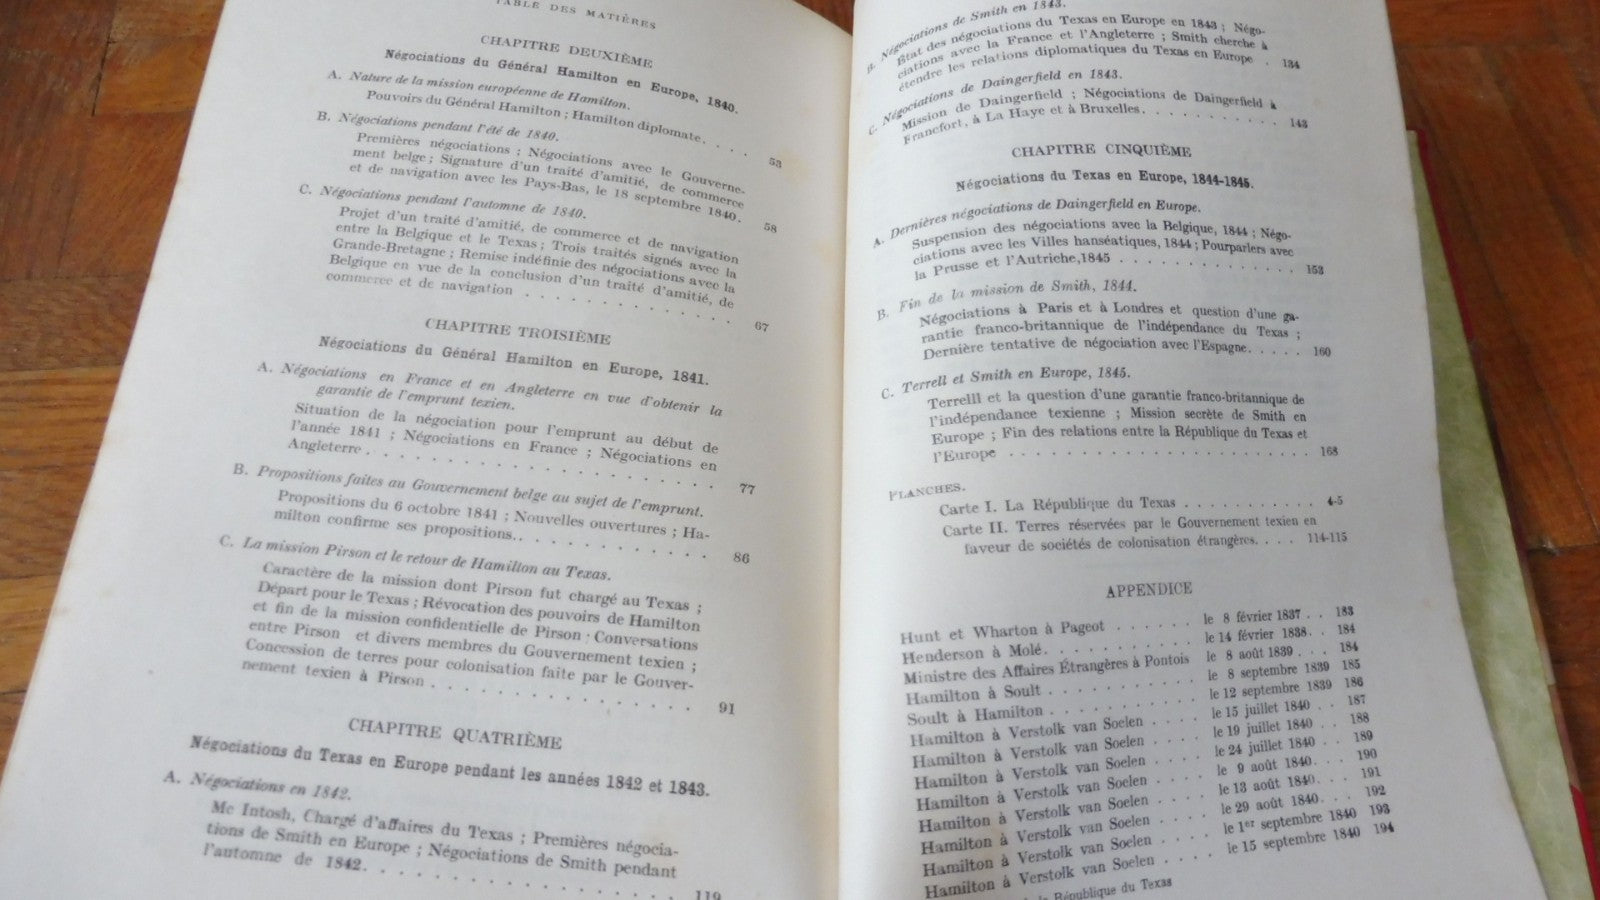 TABLE DES MATIÈRES
CHAPITRE DEUXIÈME
Négociations du Général Hamilton en Europe, 1840.
A. Nature de la mission européenne de Hamilton.
Pouvoirs du Général Hamilton ; Hamilton diplomate. . . . 53
B. Négociations pendant l'été de 1840.
Premières négociations ; Négociations avec le Gouverne-
ment belge ; Signature d'un traité d'amitié, de commerce
et de navigation avec les Pays-Bas, le 18 septembre 1840. 58
C. Négociations pendant l'automne de 1840.
Projet d'un traité d'amitié, de commerce et de navigation
entre la Belgique et le Texas ; Trois traités signés avec la
Grande-Bretagne ; Remise indéfinie des négociations avec la
Belgique en vue de la conclusion d'un traité d'amitié, de
commerce et de navigation . . . . . . . . . . . 67
CHAPITRE TROISIÈME
Négociations du Général Hamilton en Europe, 1841.
A. Négociations en France et en Angleterre en vue d'obtenir la
garantie de l'emprunt texien.
Situation de la négociation pour l'emprunt au début de
l'année 1841 ; Négociations en France ; Négociations en
Angleterre . . . . . . . . . . . . . . . . . . 77
B. Propositions faites au Gouvernement belge au sujet de l'emprunt.
Propositions du 6 octobre 1841 ; Nouvelles ouvertures ; Ha-
milton confirme ses propositions. . . . . . . . . . . 86
C. La mission Pirson et le retour de Hamilton au Texas.
Caractère de la mission dont Pirson fut chargé au Texas ;
Départ pour le Texas ; Révocation des pouvoirs de Hamilton
et fin de la mission confidentielle de Pirson ; Conversations
entre Pirson et divers membres du Gouvernement texien ;
Concession de terres pour colonisation faite par le Gouver-
nement texien à Pirson . . . . . . . . . . . . . 91
CHAPITRE QUATRIÈME
Négociations du Texas en Europe pendant les années 1842 et 1843.
A. Négociations en 1842.
Mc Intosh, Chargé d'affaires du Texas ; Premières négocia-
tions de Smith en Europe ; Négociations de Smith pendant
l'automne de 1842. . . . . . . . . . . . . . . . 119
B. Négociations de Smith en 1843.
État des négociations du Texas en Europe en 1843 ; Négo-
ciations avec la France et l'Angleterre ; Smith cherche à
étendre les relations diplomatiques du Texas en Europe . 134
C. Négociations de Daingerfield en 1843.
Mission de Daingerfield ; Négociations de Daingerfield à
Francfort, à La Haye et à Bruxelles. . . . . . . . . . . 143
CHAPITRE CINQUIÈME
Négociations du Texas en Europe, 1844-1845.
A. Dernières négociations de Daingerfield en Europe.
Suspension des négociations avec la Belgique, 1844 ; Négo-
ciations avec les Villes hanséatiques, 1844 ; Pourparlers avec
la Prusse et l'Autriche,1845 . . . . . . . . . . . . . 153
B. Fin de la mission de Smith, 1844.
Négociations à Paris et à Londres et question d'une ga-
rantie franco-britannique de l'indépendance du Texas ;
Dernière tentative de négociation avec l'Espagne. . . . . 160
C. Terrell et Smith en Europe, 1845.
Terrelll et la question d'une garantie franco-britannique de
l'indépendance texienne ; Mission secrète de Smith en
Europe ; Fin des relations entre la République du Texas et
l'Europe . . . . . . . . . . . . . . . . . . . . . 168
PLANCHES.
Carte I. La République du Texas . . . . . . . . . . . 4-5
Carte II. Terres réservées par le Gouvernement texien en
faveur de sociétés de colonisation étrangères. . . . 114-115
APPENDICE
Hunt et Wharton à Pageot . . . . . . le 8 février 1837 . . 183
Henderson à Molé. . . . . . . . . . . le 14 février 1838. . 184
Ministre des Affaires Étrangères à Pontois le 8 août 1839 . . . 184
Hamilton à Soult . . . . . . . . . . le 8 septembre 1839 185
Soult à Hamilton . . . . . . . . . . le 12 septembre 1839 186
Hamilton à Verstolk van Soelen . . . . le 15 juillet 1840 . . 187
Hamilton à Verstolk van Soelen . . . . le 19 juillet 1840 . . 188
Hamilton à Verstolk van Soelen . . . . le 24 juillet 1840 . . 189
Hamilton à Verstolk van Soelen . . . . le 9 août 1840. . . 190
Hamilton à Verstolk van Soelen . . . . le 13 août 1840. . . 191
Hamilton à Verstolk van Soelen . . . . le 29 août 1840. . . 192
Hamilton à Verstolk van Soelen . . . . le 1er septembre 1840 193
Hamilton à Verstolk van Soelen . . . . le 15 septembre 1840 194
la République du Texas